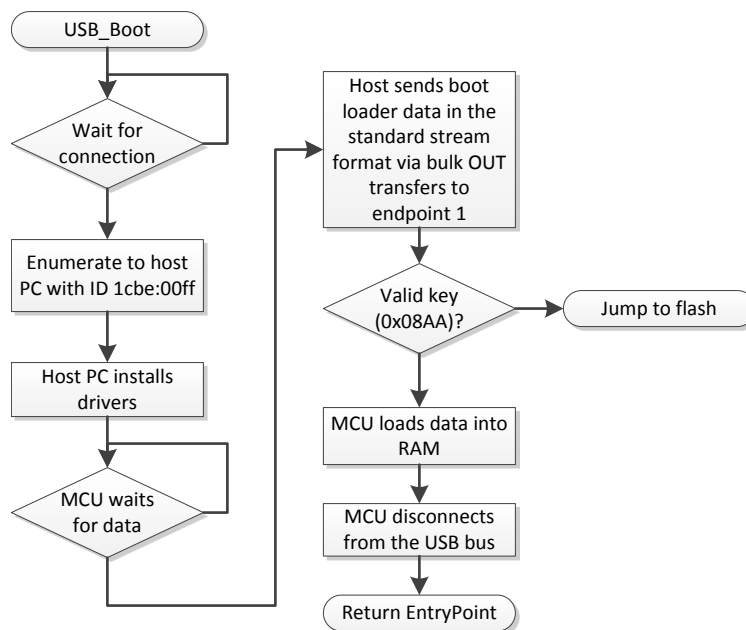 USB_Boot
Wait for
connection
Enumerate to host
PC with ID 1cbe:00ff
Host PC installs
drivers
MCU waits
for data
Host sends boot
loader data in the
standard stream
format via bulk OUT
transfers to
endpoint 1
Valid key
(0x08AA)?
Jump to flash
MCU loads data into
RAM
MCU disconnects
from the USB bus
Return EntryPoint